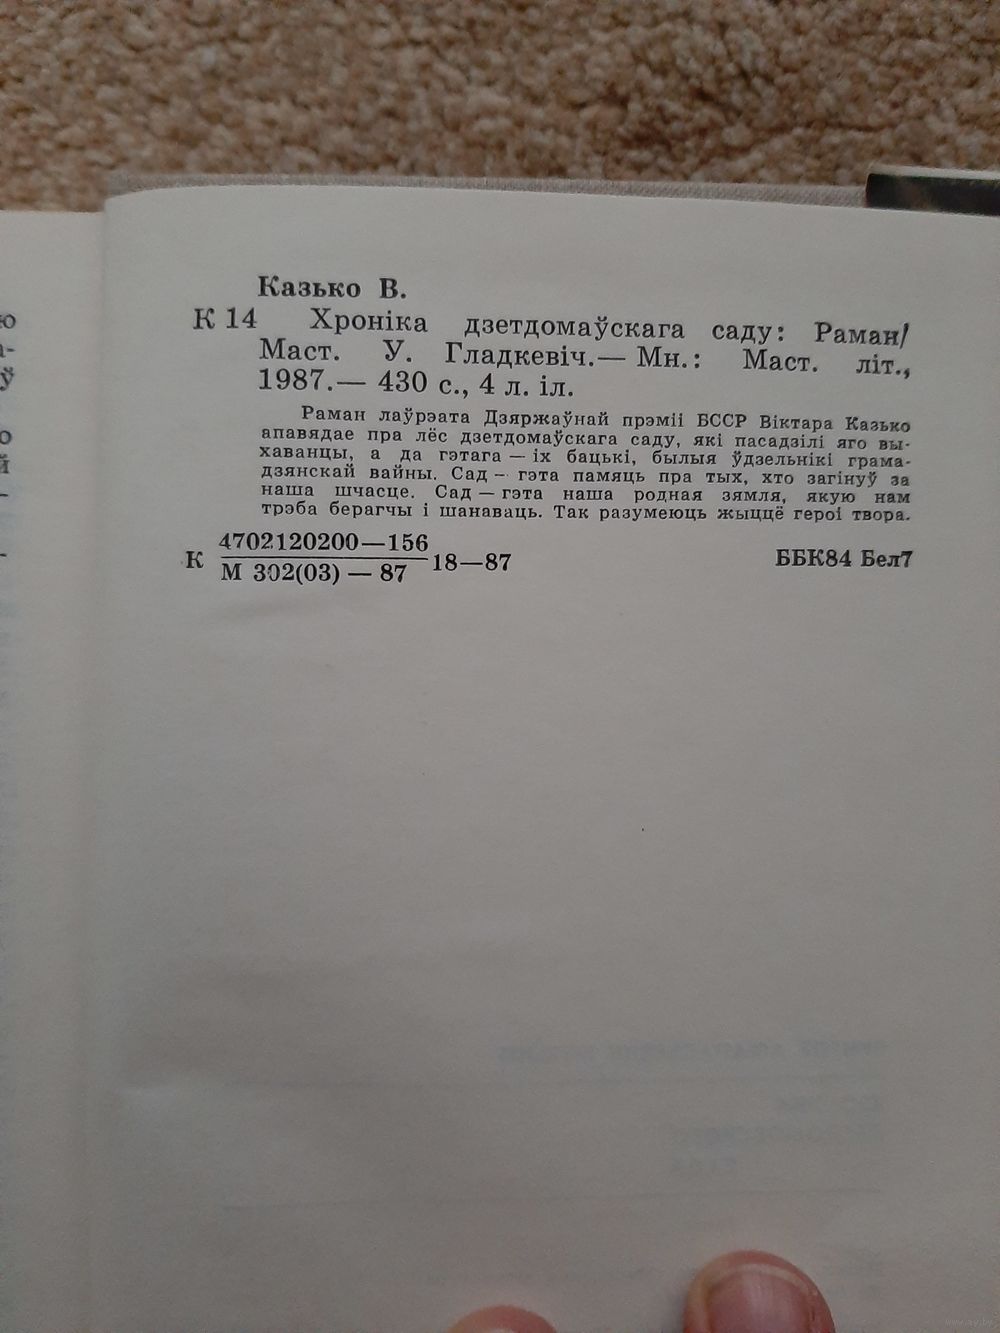 Казько В.
К 14 Хроніка дзетдомаўскага саду: Раман/
Маст. У. Гладкевіч.— Мн.: Маст. літ.,
1987.— 430 с., 4 л. іл.
Раман лаўрэата Дзяржаўнай прэміі БССР Віктара Казько
апавядае пра лёс дзетдомаўскага саду, які пасадзілі яго вы-
хаванцы, а да гэтага — іх бацькі, былыя ўдзельнікі грама-
дзянскай вайны. Сад — гэта памяць пра тых, хто загінуў за
наша шчасце. Сад — гэта наша родная зямля, якую нам
трэба берагчы і шанаваць. Так разумеюць жыццё героі твора.
К 4702120200—156
М 302(03) — 87
18—87
ББК84 Бел7